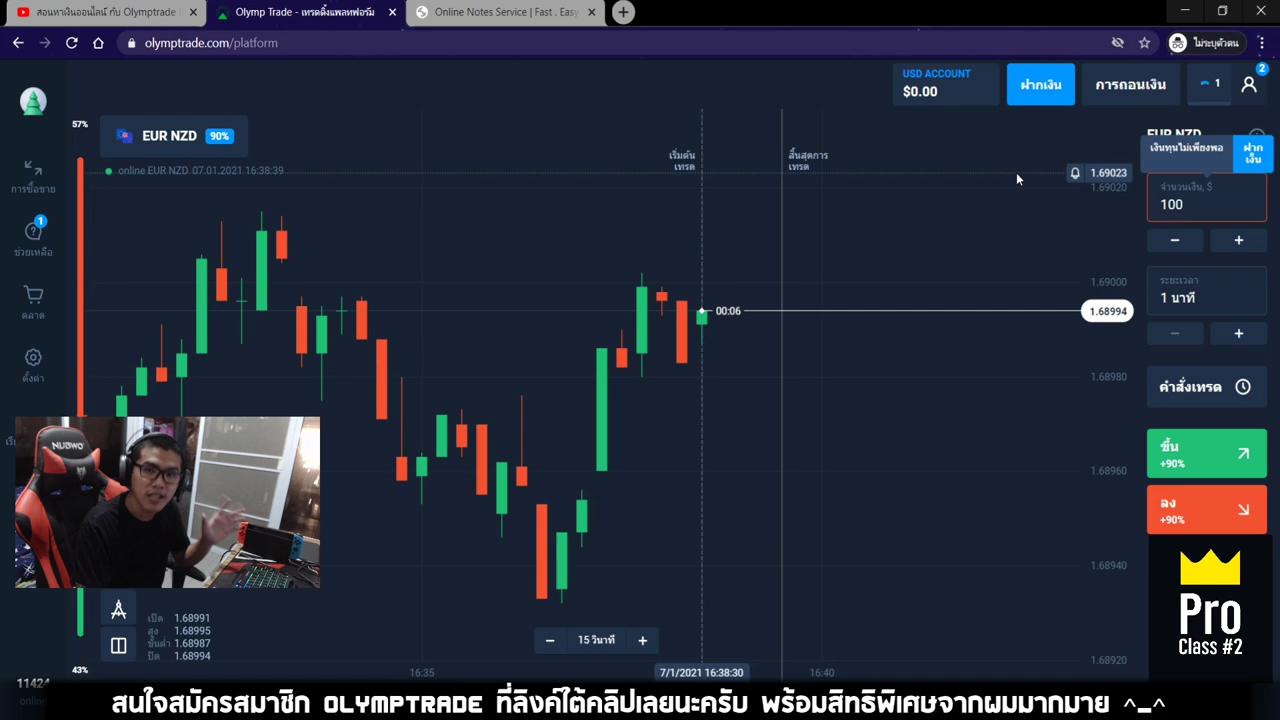 สอนหาเงินออนไลน์ กับ Olymptrade
Olymp Trade - เทรดดิ้งแพลทฟอร์ม
Online Notes Service | Fast . Easy
olymptrade.com/platform
ไม่ระบุตัวตน
USD ACCOUNT
$0.00
ฝากเงิน
การถอนเงิน
1
2
57%
EUR NZD 90%
online EUR NZD 07.01.2021 16:38:39
เริ่มต้น
เทรด
สิ้นสุดการ
เทรด
EUR NZD
เงินทุนไม่เพียงพอ
ฝาก
เงิน
จำนวนเงิน, $
100
ระยะเวลา
1 นาที
คำสั่งเทรด
ขึ้น
+90%
ลง
+90%
การซื้อขาย
1
ช่วยเหลือ
ตลาด
ตั้งค่า
1.69023
1.69020
1.69000
1.68994
1.68980
1.68960
1.68940
1.68920
00:06
NUBWO
เปิด 1.68991
สูง 1.68995
ขั้นต่ำ 1.68987
ปิด 1.68994
15 วินาที
43%
16:35
7/1/2021 16:38:30
16:40
11424
online
Pro
Class #2
สนใจสมัครสมาชิก OLYMPTRADE ที่ลิงค์ใต้คลิปเลยนะครับ พร้อมสิทธิพิเศษจากผมมากมาย ^_^